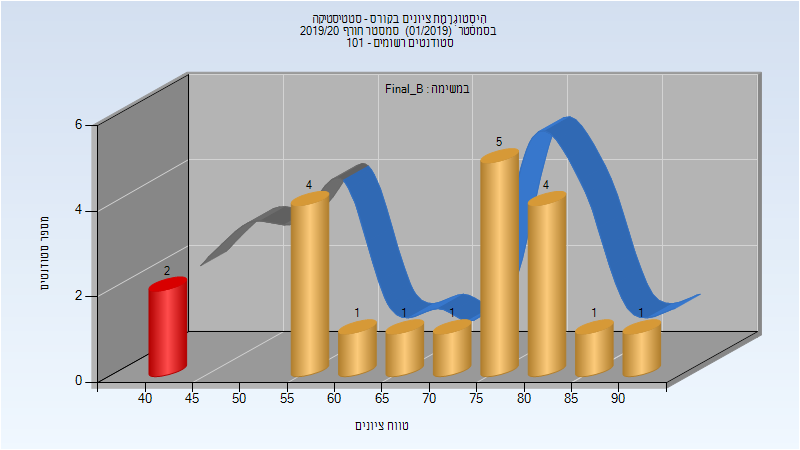 היסטוגרמת ציונים בקורס - סטטיסטיקה
בסמסטר (01/2019) סמסטר חורף 2019/20
סטודנטים רשומים - 101
במשימה : Final_B
מספר סטודנטים
6
4
2
0
2
4
1
1
1
5
4
1
1
40 45 50 55 60 65 70 75 80 85 90
טווח ציונים